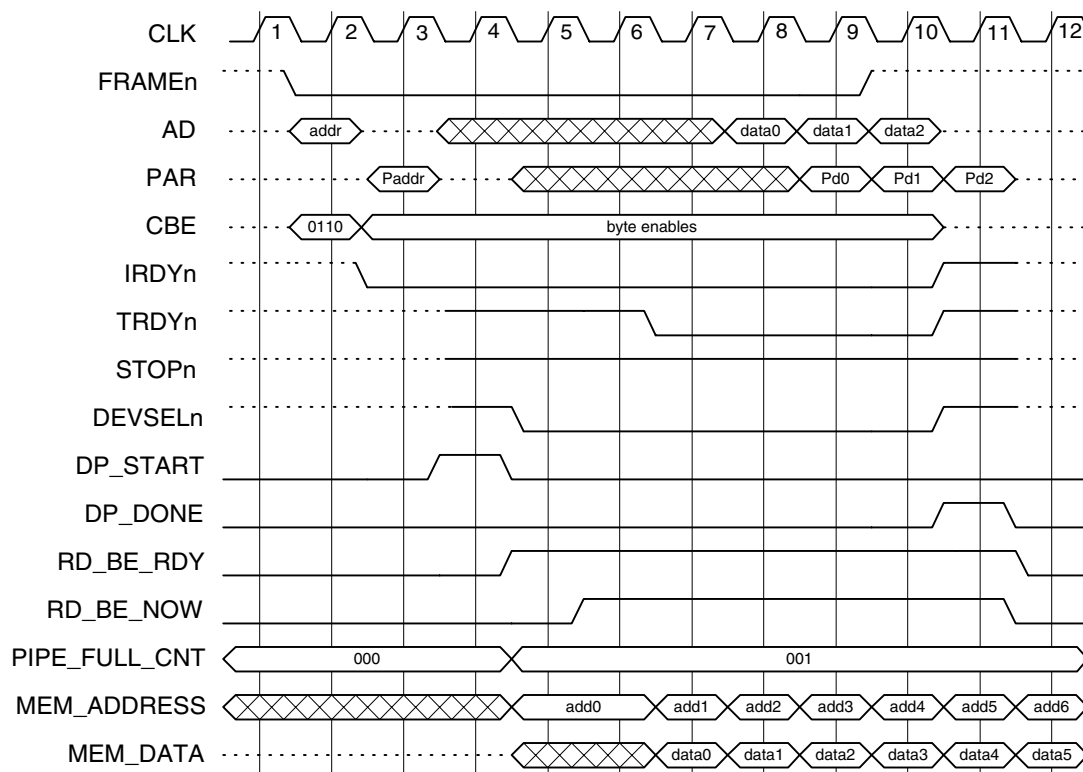 CLK 1 2 3 4 5 6 7 8 9 10 11 12
FRAMEn
AD addr data0 data1 data2
PAR Paddr Pd0 Pd1 Pd2
CBE 0110 byte enables
IRDYn
TRDYn
STOPn
DEVSELn
DP_START
DP_DONE
RD_BE_RDY
RD_BE_NOW
PIPE_FULL_CNT 000 001
MEM_ADDRESS add0 add1 add2 add3 add4 add5 add6
MEM_DATA data0 data1 data2 data3 data4 data5